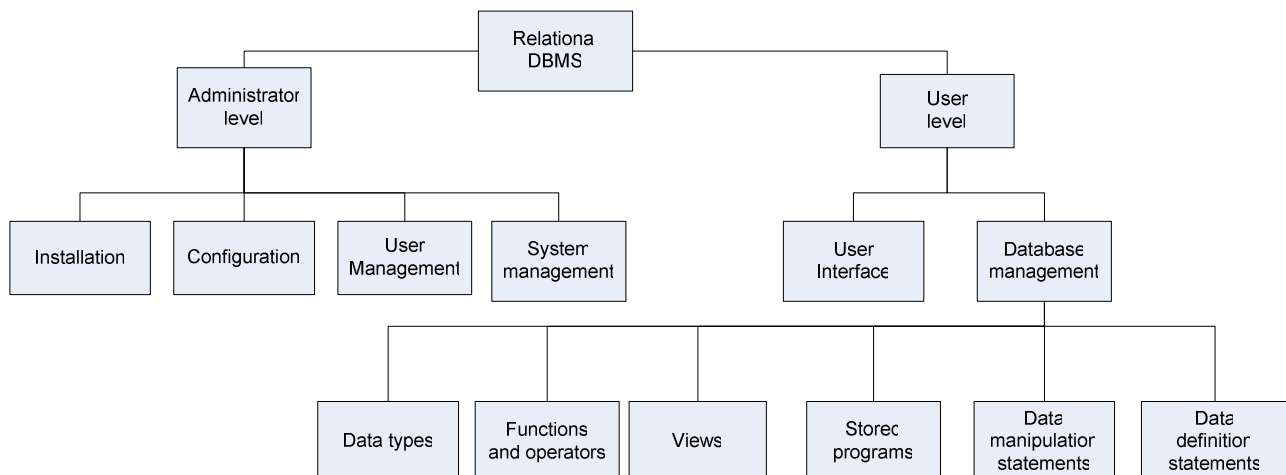 Relationa
DBMS
Administrator
level
User
level
Installation
Configuration
User
Management
System
management
User
Interface
Database
management
Data types
Functions
and operators
Views
Stored
programs
Data
manipulation
statements
Data
definition
statements